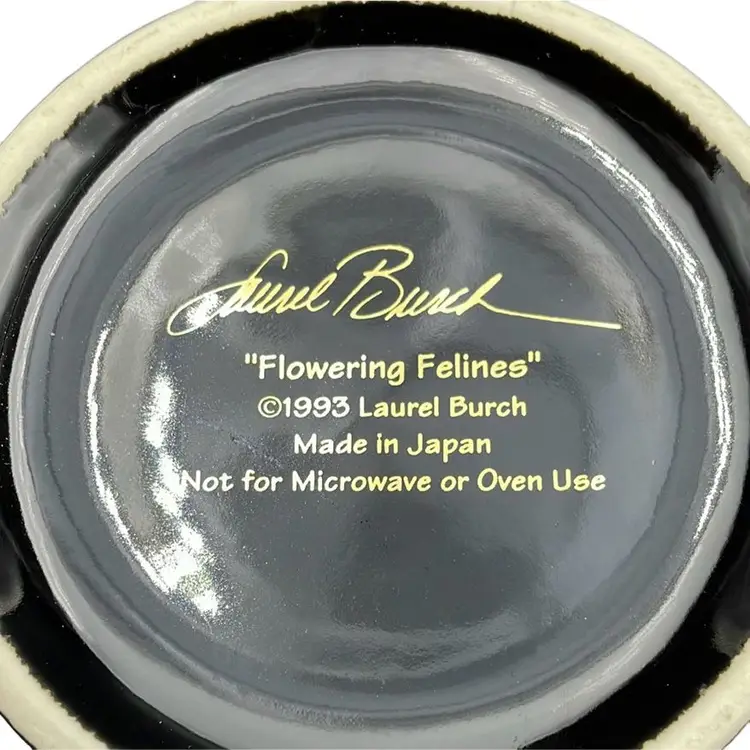 Laurel Burch
"Flowering Felines"
©1993 Laurel Burch
Made in Japan
Not for Microwave or Oven Use